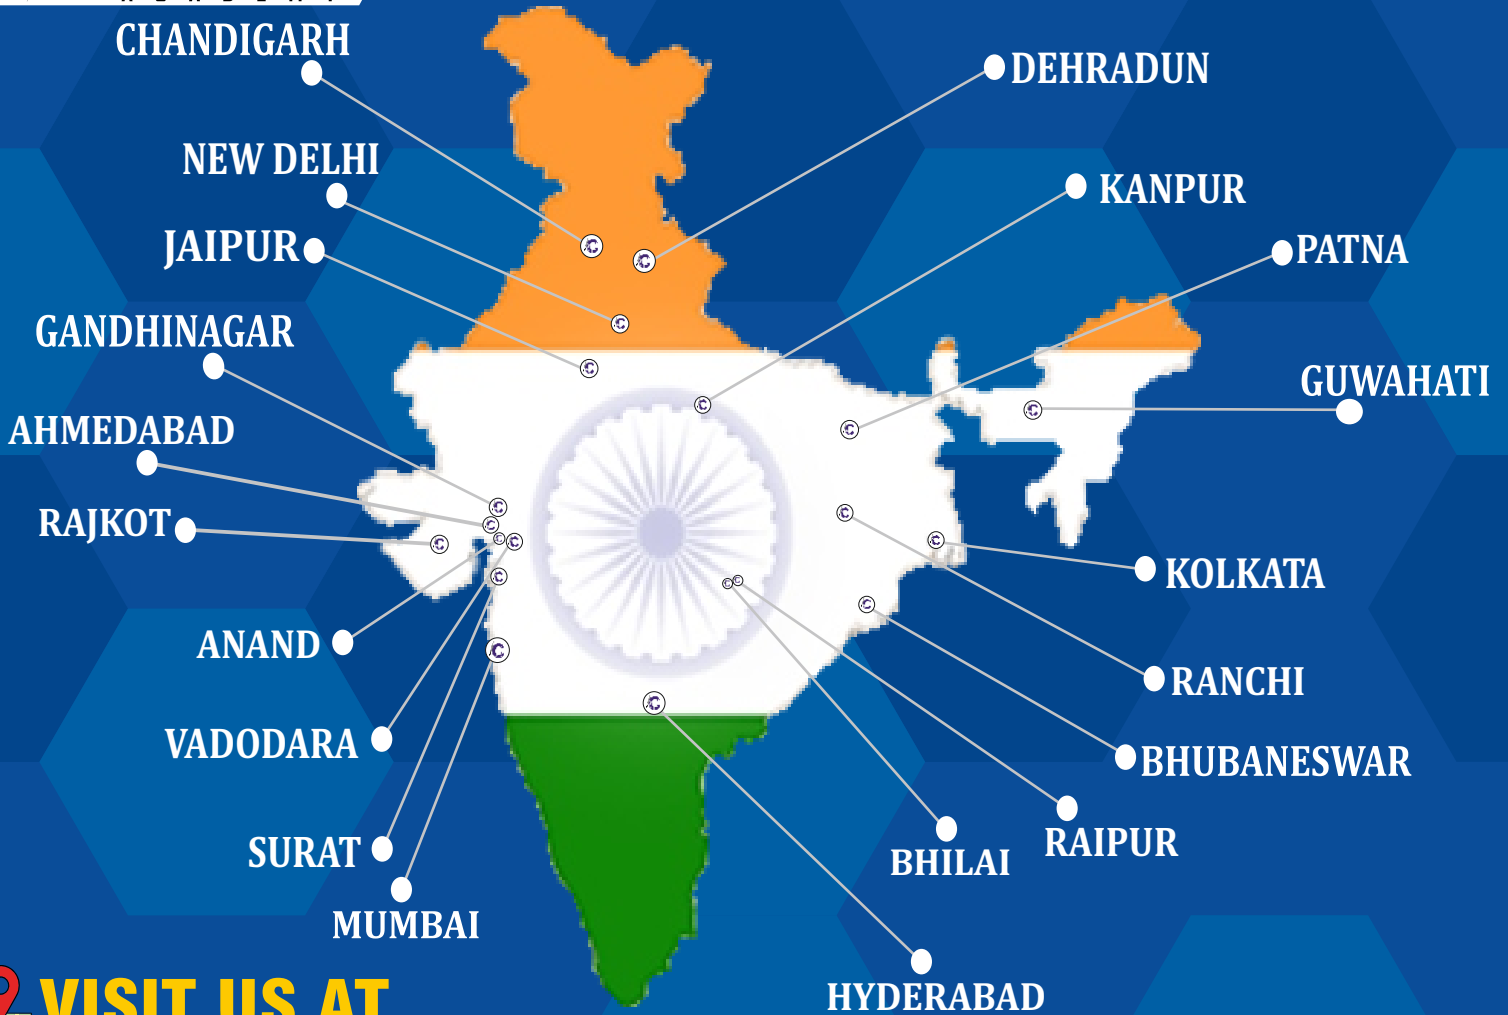 CHANDIGARH
DEHRADUN
NEW DELHI
KANPUR
JAIPUR
PATNA
GANDHINAGAR
GUWAHATI
AHMEDABAD
RAJKOT
KOLKATA
ANAND
RANCHI
VADODARA
BHUBANESWAR
SURAT
BHILAI
RAIPUR
MUMBAI
HYDERABAD
VISIT US AT